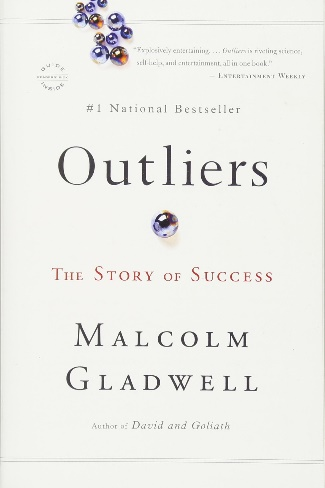 "Explosively entertaining. . . . Outliers is riveting science,
self-help, and entertainment, all in one book."
— ENTERTAINMENT WEEKLY
#1 National Bestseller
Outliers
THE STORY OF SUCCESS
MALCOLM
GLADWELL
Author of David and Goliath